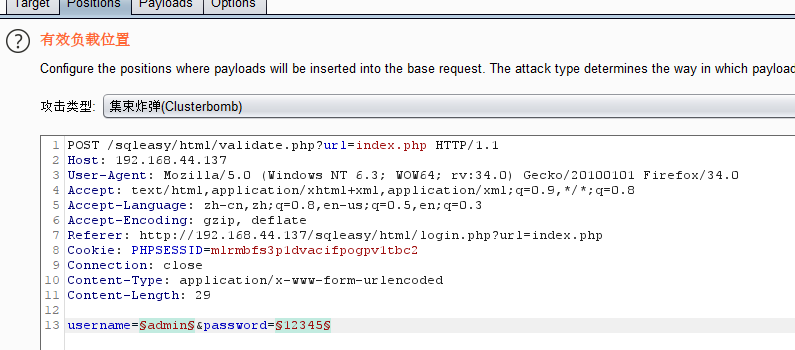 Target Positions Payloads Options
? 有效负载位置
Configure the positions where payloads will be inserted into the base request. The attack type determines the way in which payloa
攻击类型: 集束炸弹(Clusterbomb)
1 POST /sqleasy/html/validate.php?url=index.php HTTP/1.1
2 Host: 192.168.44.137
3 User-Agent: Mozilla/5.0 (Windows NT 6.3; WOW64; rv:34.0) Gecko/20100101 Firefox/34.0
4 Accept: text/html,application/xhtml+xml,application/xml;q=0.9,*/*;q=0.8
5 Accept-Language: zh-cn,zh;q=0.8,en-us;q=0.5,en;q=0.3
6 Accept-Encoding: gzip, deflate
7 Referer: http://192.168.44.137/sqleasy/html/login.php?url=index.php
8 Cookie: PHPSESSID=mlrmbfs3p1dvacifpogpv1tbc2
9 Connection: close
10 Content-Type: application/x-www-form-urlencoded
11 Content-Length: 29
12
13 username=§admin§&password=§12345§